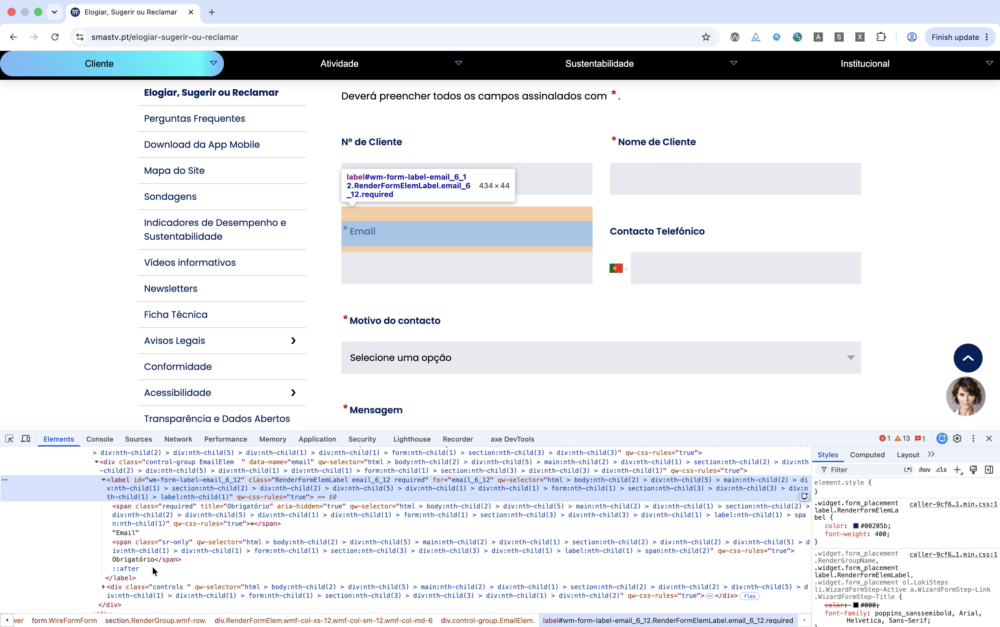 Elogiar, Sugerir ou Reclamar
smastv.pt/elogiar-sugerir-ou-reclamar
A
S
X
Finish update
Cliente
Atividade
Sustentabilidade
Institucional
Elogiar, Sugerir ou Reclamar
Perguntas Frequentes
Download da App Mobile
Mapa do Site
Sondagens
Indicadores de Desempenho e
Sustentabilidade
Vídeos informativos
Newsletters
Ficha Técnica
Avisos Legais
Conformidade
Acessibilidade
Transparência e Dados Abertos
Deverá preencher todos os campos assinalados com * .
Nº de Cliente
* Nome de Cliente
label#wm-form-label-email_6_1
2.RenderFormElemLabel.email_6
_12.required
434 × 44
* Email
Contacto Telefónico
* Motivo do contacto
Selecione uma opção
* Mensagem
Elements
Console
Sources
Network
Performance
Memory
Application
Security
Lighthouse
Recorder
axe DevTools
1
13
1
> div:nth-child(2) > div:nth-child(5) > div:nth-child(1) > div:nth-child(1) > form:nth-child(1) > section:nth-child(3) > div:nth-child(3)" qw-css-rules="true">
<div class="control-group EmailElem  " data-name="email" qw-selector="html > body:nth-child(2) > div:nth-child(5) > main:nth-child(2) > div:nth-child(1) > section:nth-child(2) > div:nth
-child(2) > div:nth-child(5) > div:nth-child(1) > div:nth-child(1) > form:nth-child(1) > section:nth-child(3) > div:nth-child(3) > div:nth-child(1)" qw-css-rules="true">
<label id="wm-form-label-email_6_12" class="RenderFormElemLabel email_6_12 required" for="email_6_12" qw-selector="html > body:nth-child(2) > div:nth-child(5) > main:nth-child(2) > di
v:nth-child(1) > section:nth-child(2) > div:nth-child(2) > div:nth-child(5) > div:nth-child(1) > div:nth-child(1) > form:nth-child(1) > section:nth-child(3) > div:nth-child(3) > div:n
th-child(1) > label:nth-child(1)" qw-css-rules="true"> == $0
<span class="required" title="Obrigatório" aria-hidden="true" qw-selector="html > body:nth-child(2) > div:nth-child(5) > main:nth-child(2) > div:nth-child(1) > section:nth-child(2) >
div:nth-child(2) > div:nth-child(5) > div:nth-child(1) > div:nth-child(1) > form:nth-child(1) > section:nth-child(3) > div:nth-child(3) > div:nth-child(1) > label:nth-child(1) > spa
n:nth-child(1)" qw-css-rules="true">*</span>
"Email"
<span class="sr-only" qw-selector="html > body:nth-child(2) > div:nth-child(5) > main:nth-child(2) > div:nth-child(1) > section:nth-child(2) > div:nth-child(2) > div:nth-child(5) > d
iv:nth-child(1) > div:nth-child(1) > form:nth-child(1) > section:nth-child(3) > div:nth-child(3) > div:nth-child(1) > label:nth-child(1) > span:nth-child(2)" qw-css-rules="true">
Obrigatório</span>
::after
</label>
<div class="controls " qw-selector="html > body:nth-child(2) > div:nth-child(5) > main:nth-child(2) > div:nth-child(1) > section:nth-child(2) > div:nth-child(2) > div:nth-child(5) > d
iv:nth-child(1) > div:nth-child(1) > form:nth-child(1) > section:nth-child(3) > div:nth-child(3) > div:nth-child(1) > div:nth-child(2)" qw-css-rules="true"> ⋯ </div> flex
</div>
wer form.WireFormForm section.RenderGroup.wmf-row. div.RenderFormElem.wmf-col-xs-12.wmf-col-sm-12.wmf-col-md-6 div.control-group.EmailElem. label#wm-form-label-email_6_12.RenderFormElemLabel.email_6_12.required
Styles
Computed
Layout
Filter
(.*)
:hov
.cls
element.style {
}
.widget.form_placement
caller-9cf6…1.min.css:1
label.RenderFormElemLa
bel {
color: #00205b;
font-weight: 400;
}
.widget.form_placement
caller-9cf6…1.min.css:1
.RenderGroupName,
.widget.form_placement
label.RenderFormElemLabel,
.widget.form_placement ol.LokiSteps
li.WizardFormStep-Active a.WizardFormStep-Link
.WizardFormStep-Title {
color: #000;
font-family: poppins_sanssemibold, Arial,
Helvetica, Sans-Serif;